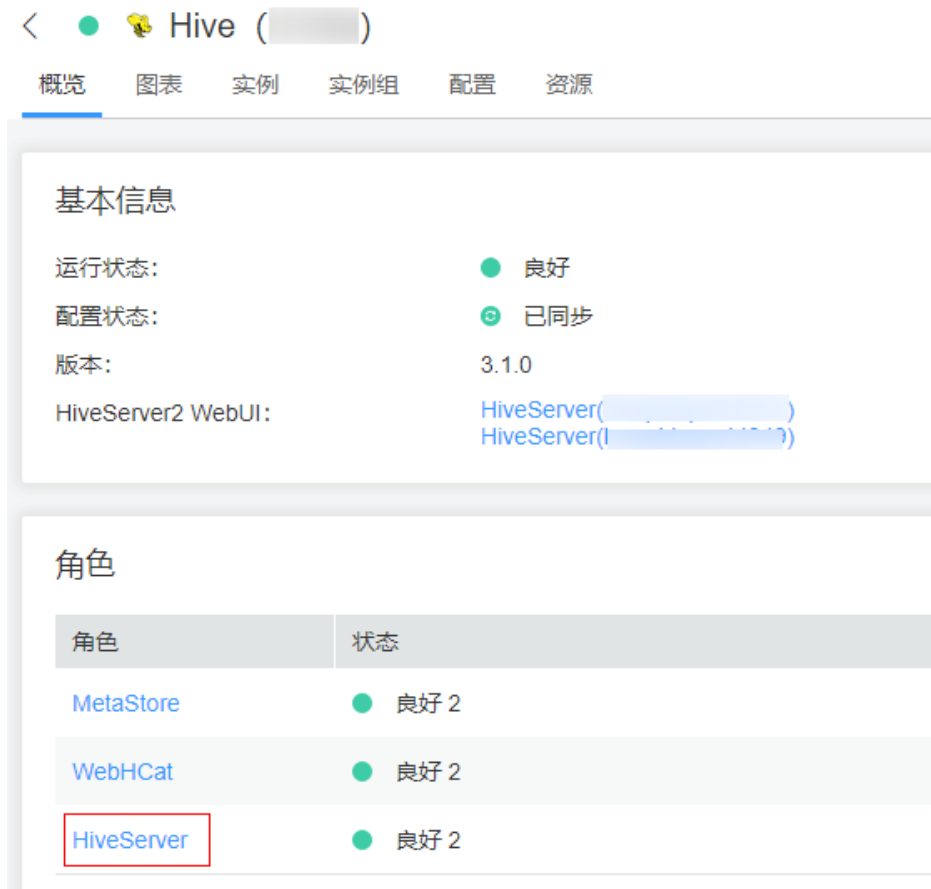 Hive ( )
概览 图表 实例 实例组 配置 资源
基本信息
运行状态： 良好
配置状态： 已同步
版本： 3.1.0
HiveServer2 WebUI： HiveServer( )
HiveServer( )
角色
角色 状态
MetaStore 良好 2
WebHCat 良好 2
HiveServer 良好 2